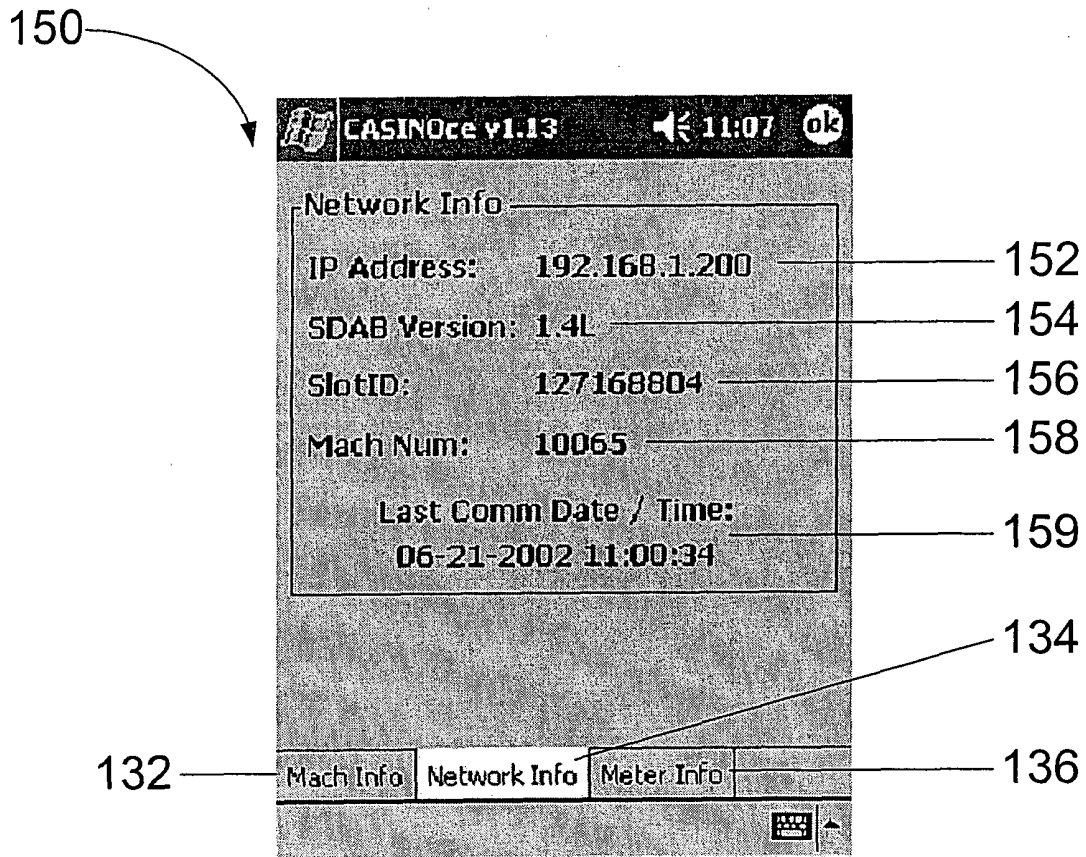 150
CASINOce v1.13 11:07 ok
Network Info
IP Address: 192.168.1.200 152
SDAB Version: 1.4L 154
SlotID: 127168804 156
Mach Num: 10065 158
Last Comm Date / Time:
06-21-2002 11:00:34 159
134
132 Mach Info Network Info Meter Info 136